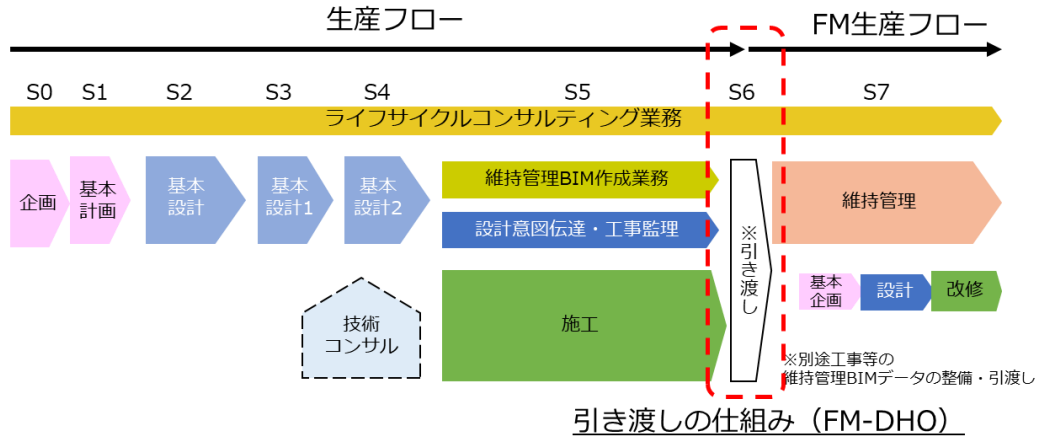 生産フロー
FM生産フロー
S0
S1
S2
S3
S4
S5
S6
S7
ライフサイクルコンサルティング業務
企画
基本
計画
基本
設計
基本
設計1
基本
設計2
維持管理BIM作成業務
設計意図伝達・工事監理
技術
コンサル
施工
※引き渡し
維持管理
基本
企画
設計
改修
※別途工事等の
維持管理BIMデータの整備・引渡し
引き渡しの仕組み（FM-DHO）